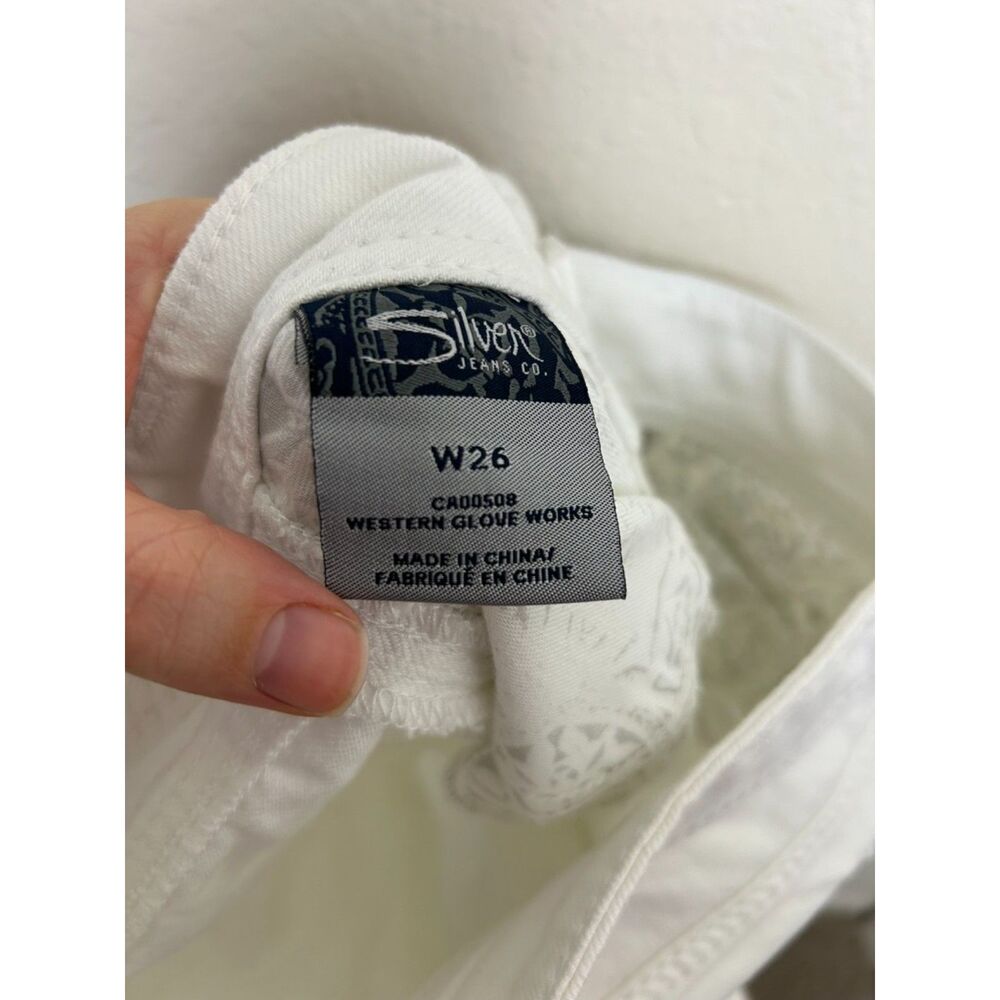 Silver®
JEANS CO.
W26
CA00508
WESTERN GLOVE WORKS
MADE IN CHINA/
FABRIQUÉ EN CHINE